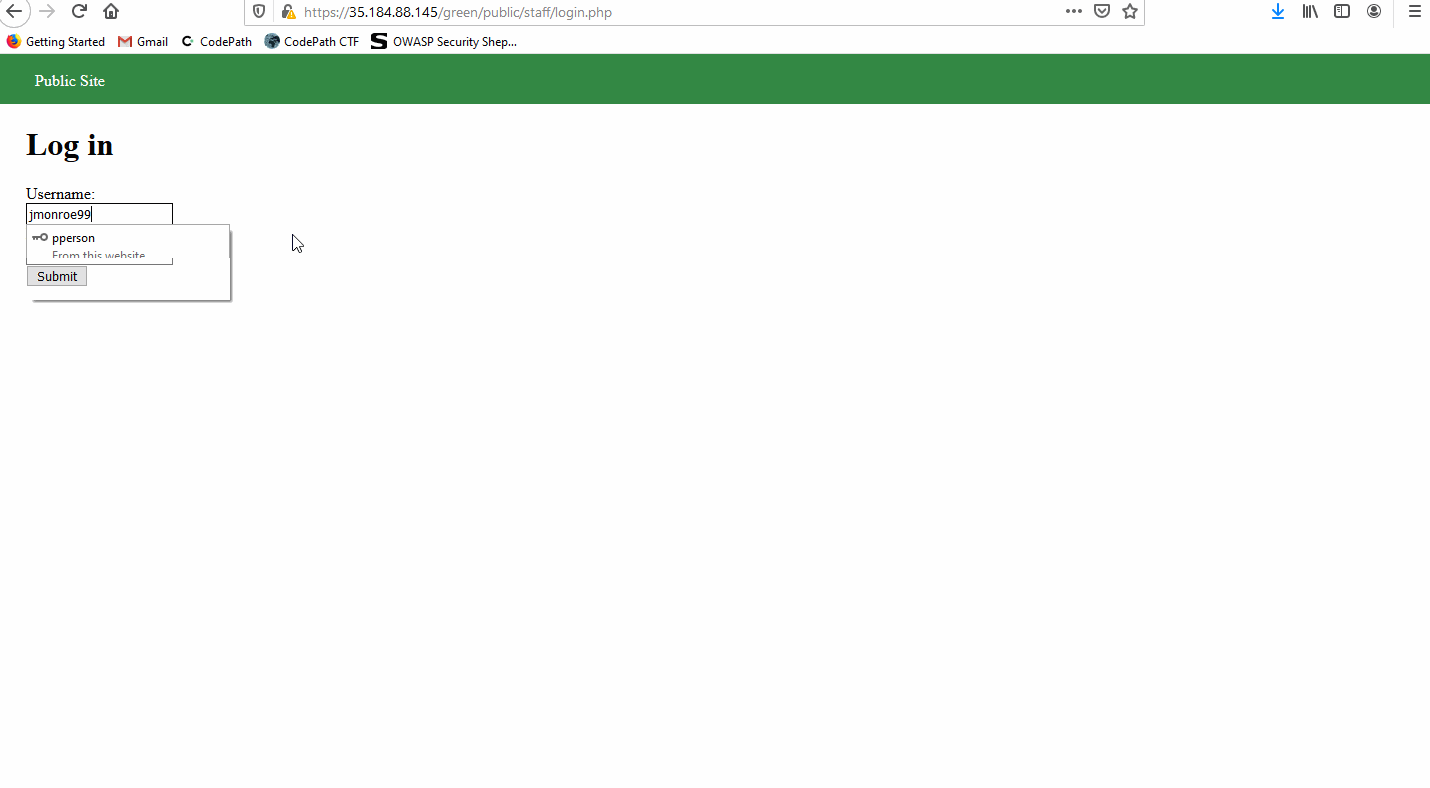 https://35.184.88.145/green/public/staff/login.php
Getting Started Gmail CodePath CodePath CTF OWASP Security Shep...
Public Site
Log in
Username:
jmonroe99
pperson
From this website
Submit